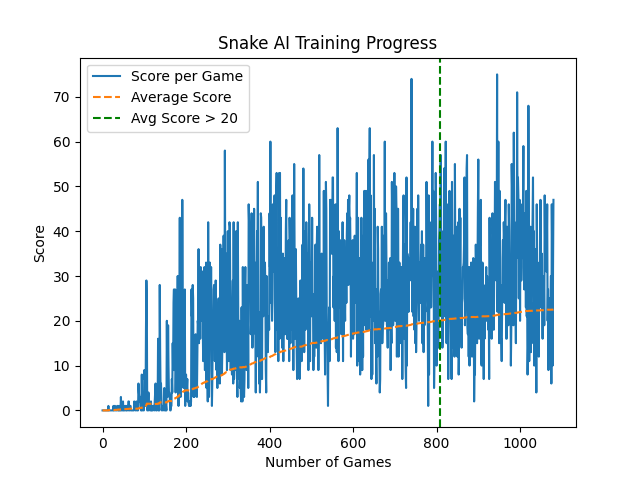 Snake AI Training Progress
Score per Game
Average Score
Avg Score > 20
70
60
50
40
30
20
10
0
Score
0 200 400 600 800 1000
Number of Games